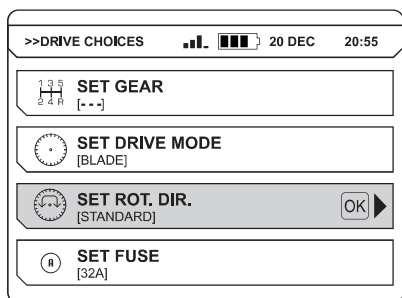 >>DRIVE CHOICES 20 DEC 20:55
1 3 5
2 4 R
SET GEAR
[---]
SET DRIVE MODE
[BLADE]
SET ROT. DIR.
[STANDARD]
OK
A
SET FUSE
[32A]